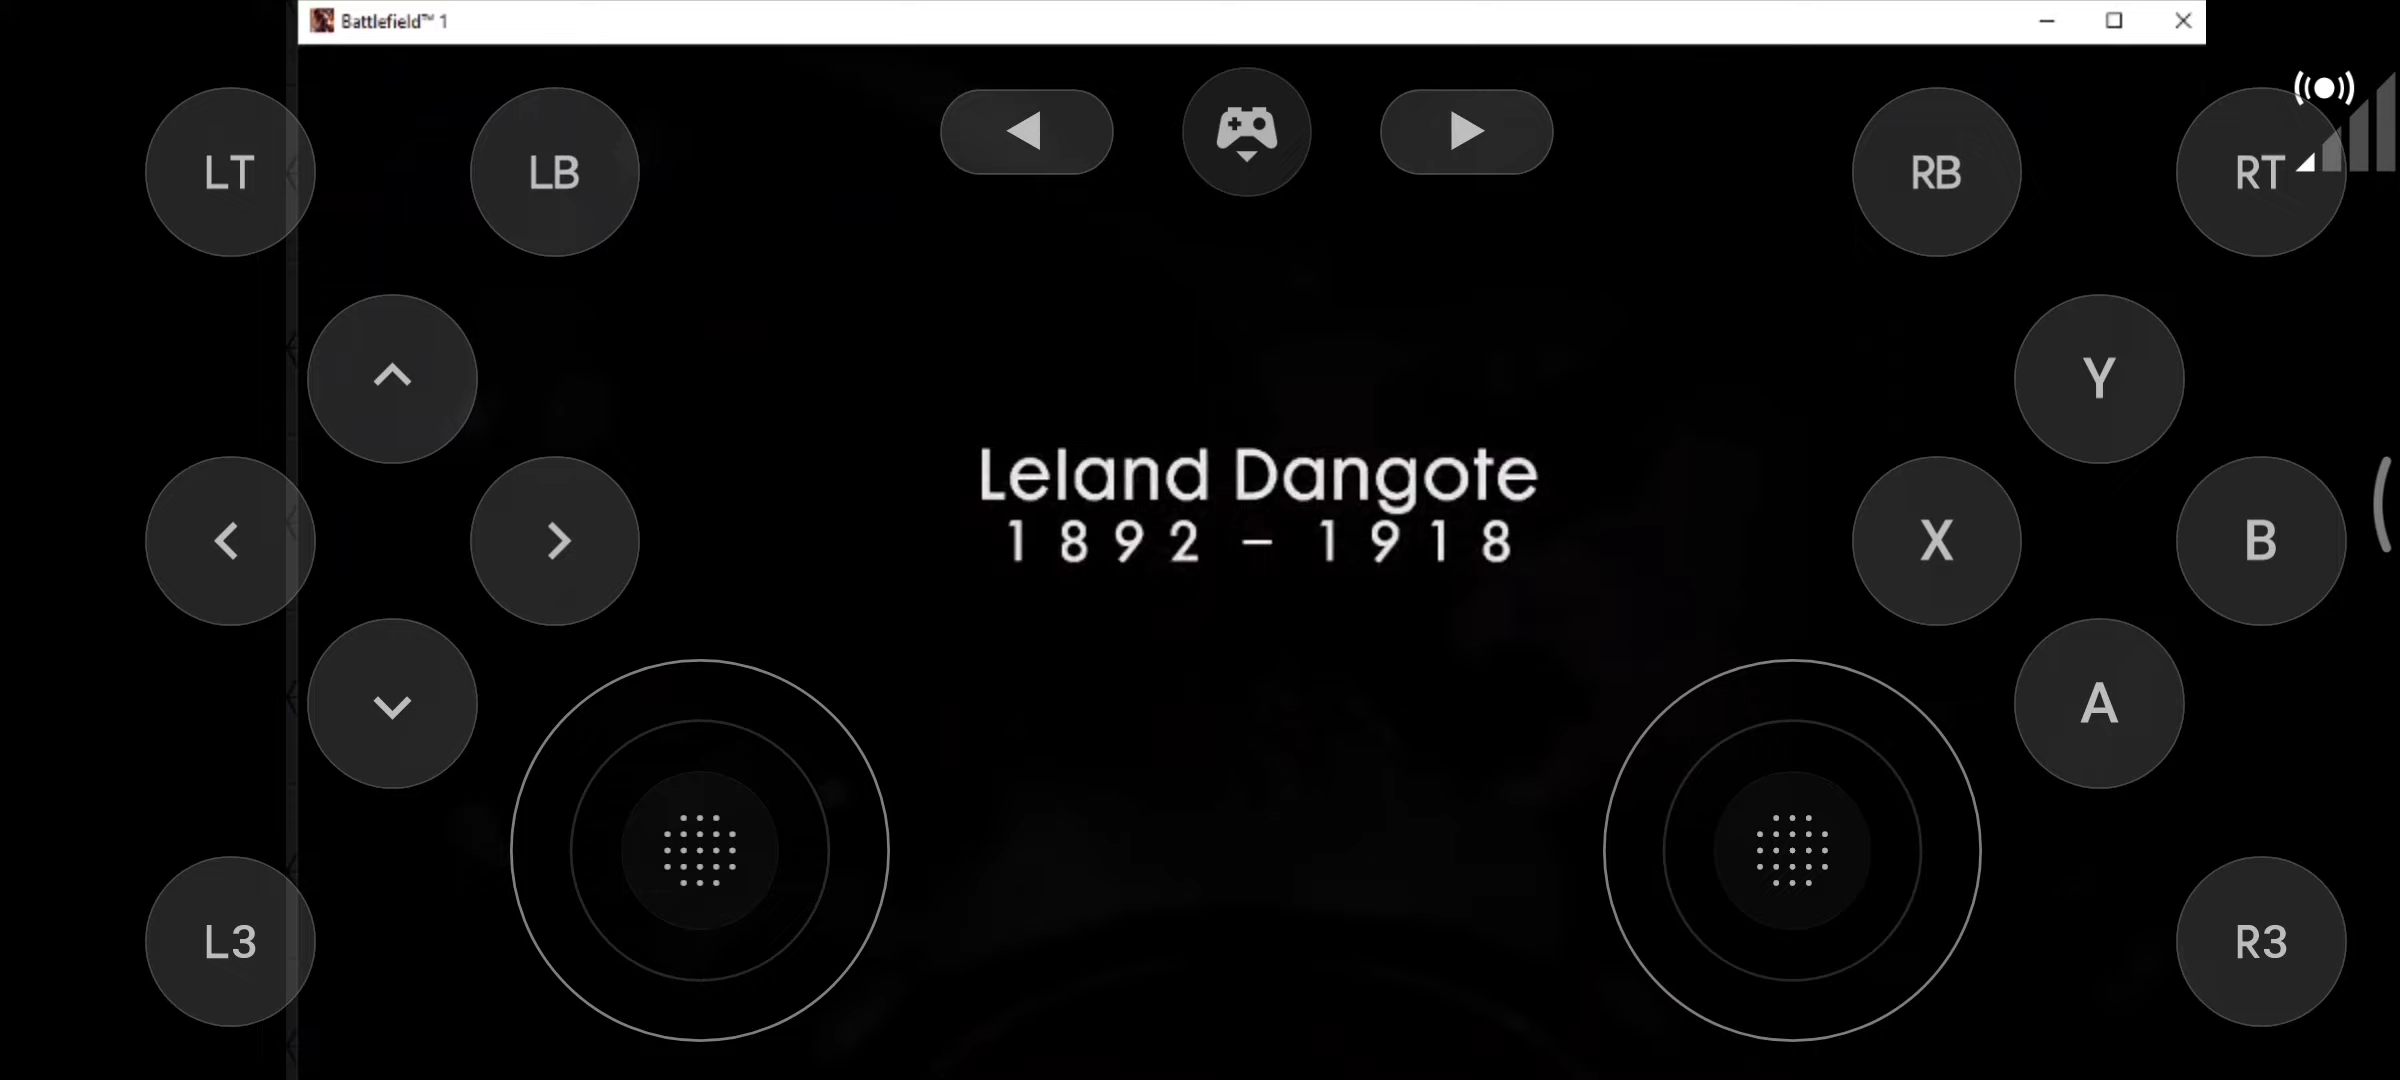 Battlefield™ 1
LT
LB
RB
RT
Y
Leland Dangote
1892 – 1918
X
B
A
L3
R3